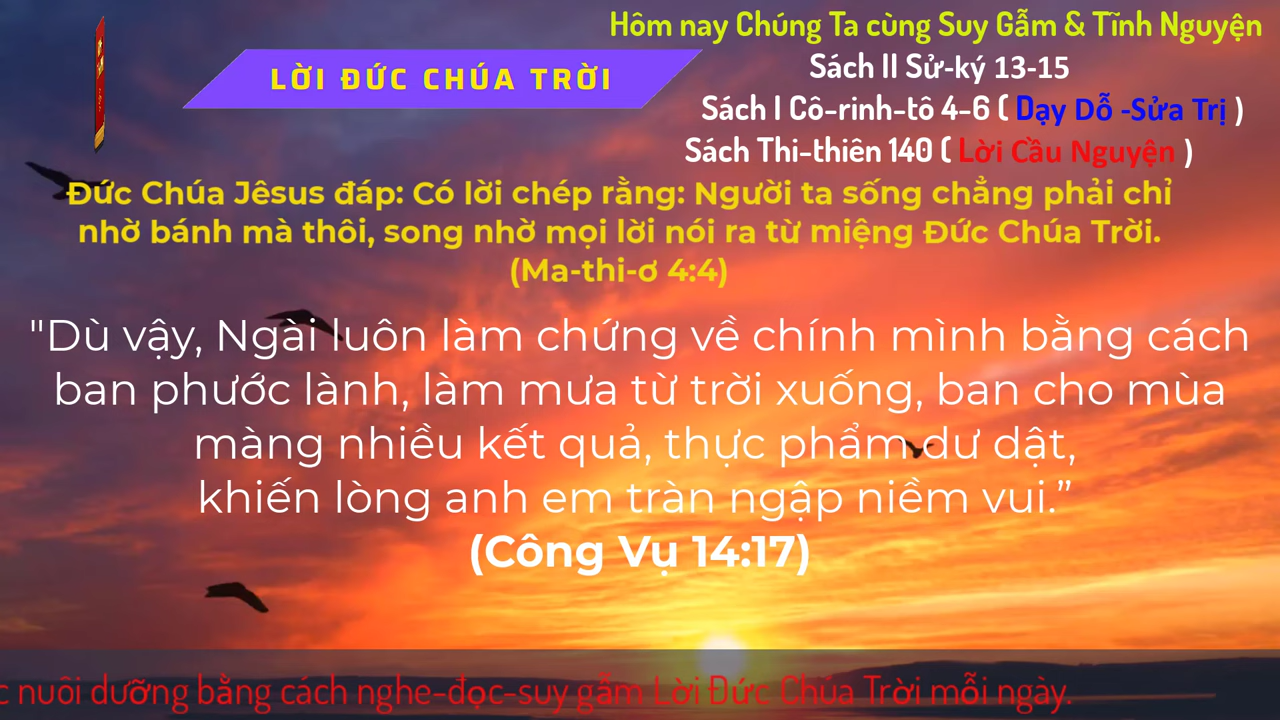 Hôm nay Chúng Ta cùng Suy Gẫm & Tĩnh Nguyện
LỜI ĐỨC CHÚA TRỜI
Sách II Sử-ký 13-15
Sách I Cô-rinh-tô 4-6 ( Dạy Dỗ -Sửa Trị )
Sách Thi-thiên 140 ( Lời Cầu Nguyện )
Đức Chúa Jêsus đáp: Có lời chép rằng: Người ta sống chẳng phải chỉ
nhờ bánh mà thôi, song nhờ mọi lời nói ra từ miệng Đức Chúa Trời.
(Ma-thi-ơ 4:4)
"Dù vậy, Ngài luôn làm chứng về chính mình bằng cách
ban phước lành, làm mưa từ trời xuống, ban cho mùa
màng nhiều kết quả, thực phẩm dư dật,
khiến lòng anh em tràn ngập niềm vui.”
(Công Vụ 14:17)
nuôi dưỡng bằng cách nghe-đọc-suy gẫm Lời Đức Chúa Trời mỗi ngày.